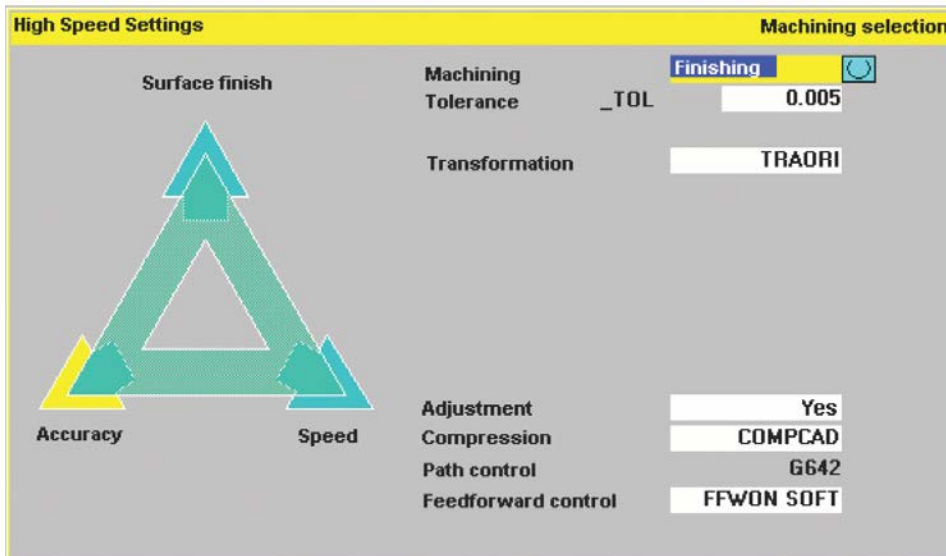 High Speed Settings Machining selection
Surface finish
Machining Finishing
Tolerance _TOL 0.005
Transformation TRAORI
Accuracy Speed
Adjustment Yes
Compression COMPCAD
Path control G642
Feedforward control FFWON SOFT